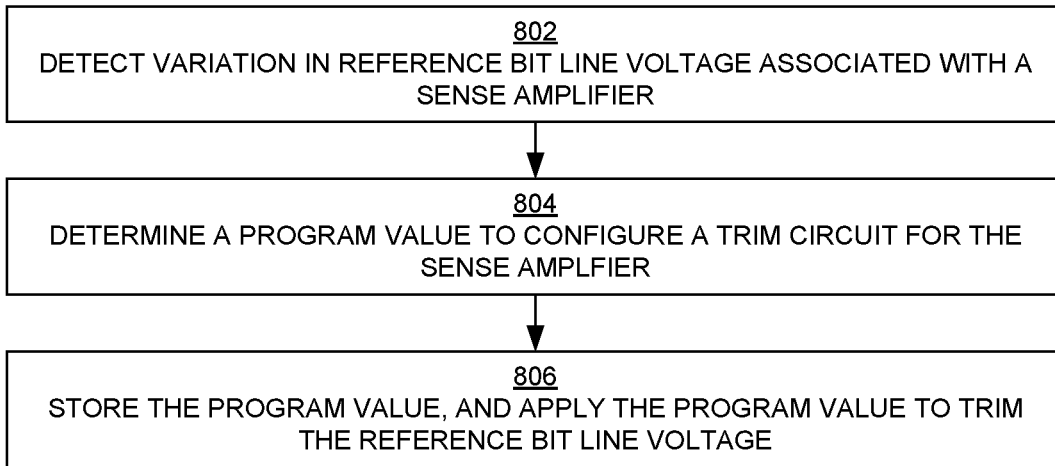 802
DETECT VARIATION IN REFERENCE BIT LINE VOLTAGE ASSOCIATED WITH A
SENSE AMPLIFIER
804
DETERMINE A PROGRAM VALUE TO CONFIGURE A TRIM CIRCUIT FOR THE
SENSE AMPLFIER
806
STORE THE PROGRAM VALUE, AND APPLY THE PROGRAM VALUE TO TRIM
THE REFERENCE BIT LINE VOLTAGE